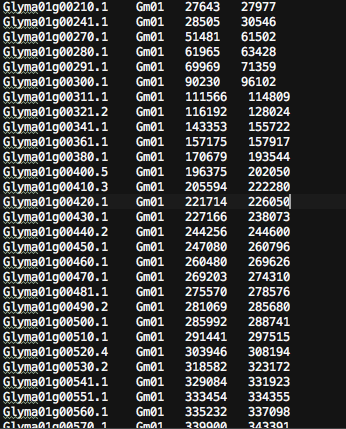 Glyma01g00210.1 Gm01 27643 27977
Glyma01g00241.1 Gm01 28505 30546
Glyma01g00270.1 Gm01 51481 61502
Glyma01g00280.1 Gm01 61965 63428
Glyma01g00291.1 Gm01 69969 71359
Glyma01g00300.1 Gm01 90230 96102
Glyma01g00311.1 Gm01 111566 114809
Glyma01g00321.2 Gm01 116192 128024
Glyma01g00341.1 Gm01 143353 155722
Glyma01g00361.1 Gm01 157175 157917
Glyma01g00380.1 Gm01 170679 193544
Glyma01g00400.5 Gm01 196375 202050
Glyma01g00410.3 Gm01 205594 222280
Glyma01g00420.1 Gm01 221714 226050
Glyma01g00430.1 Gm01 227166 238073
Glyma01g00440.2 Gm01 244256 244600
Glyma01g00450.1 Gm01 247080 260796
Glyma01g00460.1 Gm01 260480 269626
Glyma01g00470.1 Gm01 269203 274310
Glyma01g00481.1 Gm01 275570 278576
Glyma01g00490.2 Gm01 281069 285680
Glyma01g00500.1 Gm01 285992 288741
Glyma01g00510.1 Gm01 291441 297515
Glyma01g00520.4 Gm01 303946 308194
Glyma01g00530.2 Gm01 318582 323172
Glyma01g00541.1 Gm01 329084 331923
Glyma01g00551.1 Gm01 333454 334355
Glyma01g00560.1 Gm01 335232 337098
Glyma01g00570.1 Gm01 339900 343391